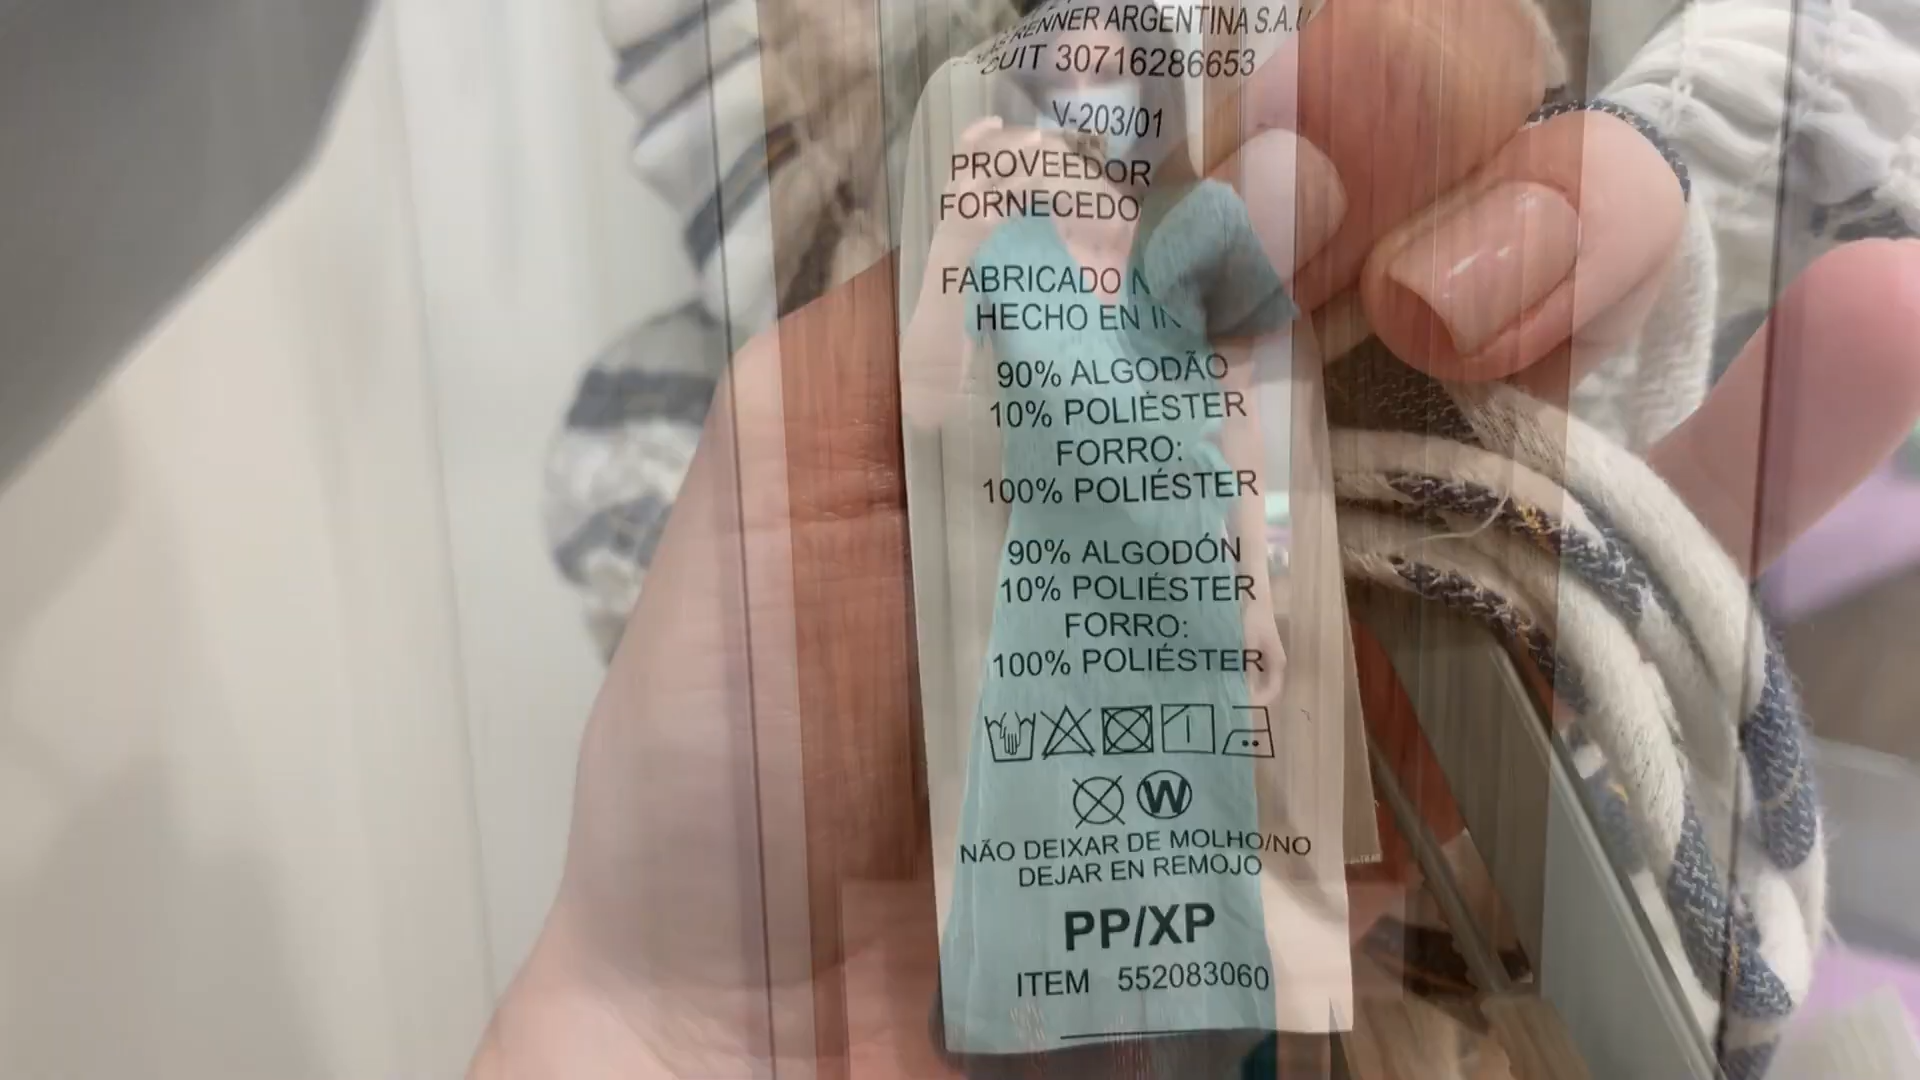 RENNER ARGENTINA S.A.U
CUIT 30716286653
V-203/01
PROVEEDOR
FORNECEDO
FABRICADO N
HECHO EN IN
90% ALGODÃO
10% POLIÉSTER
FORRO:
100% POLIÉSTER
90% ALGODÓN
10% POLIÉSTER
FORRO:
100% POLIÉSTER
W
NÃO DEIXAR DE MOLHO/NO
DEJAR EN REMOJO
PP/XP
ITEM 552083060